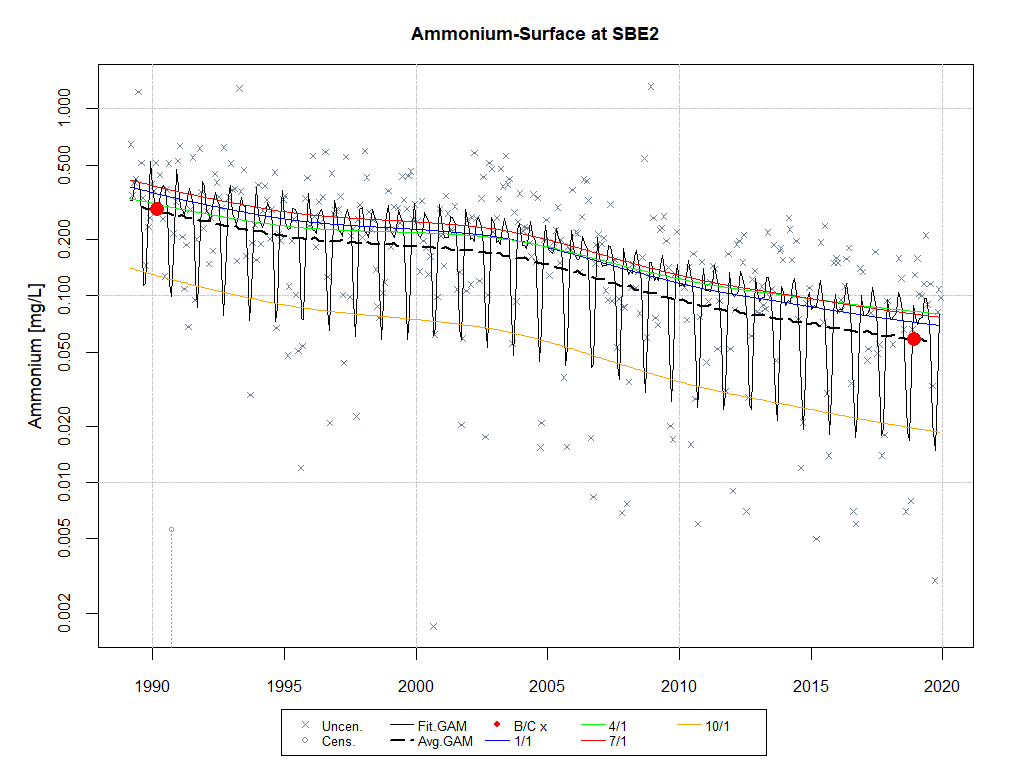 Ammonium-Surface at SBE2
Ammonium [mg/L]
1.000
0.500
0.200
0.100
0.050
0.020
0.010
0.005
0.002
1990 1995 2000 2005 2010 2015 2020
Uncen. Fit.GAM B/C x 4/1 10/1
Cens. Avg.GAM 1/1 7/1